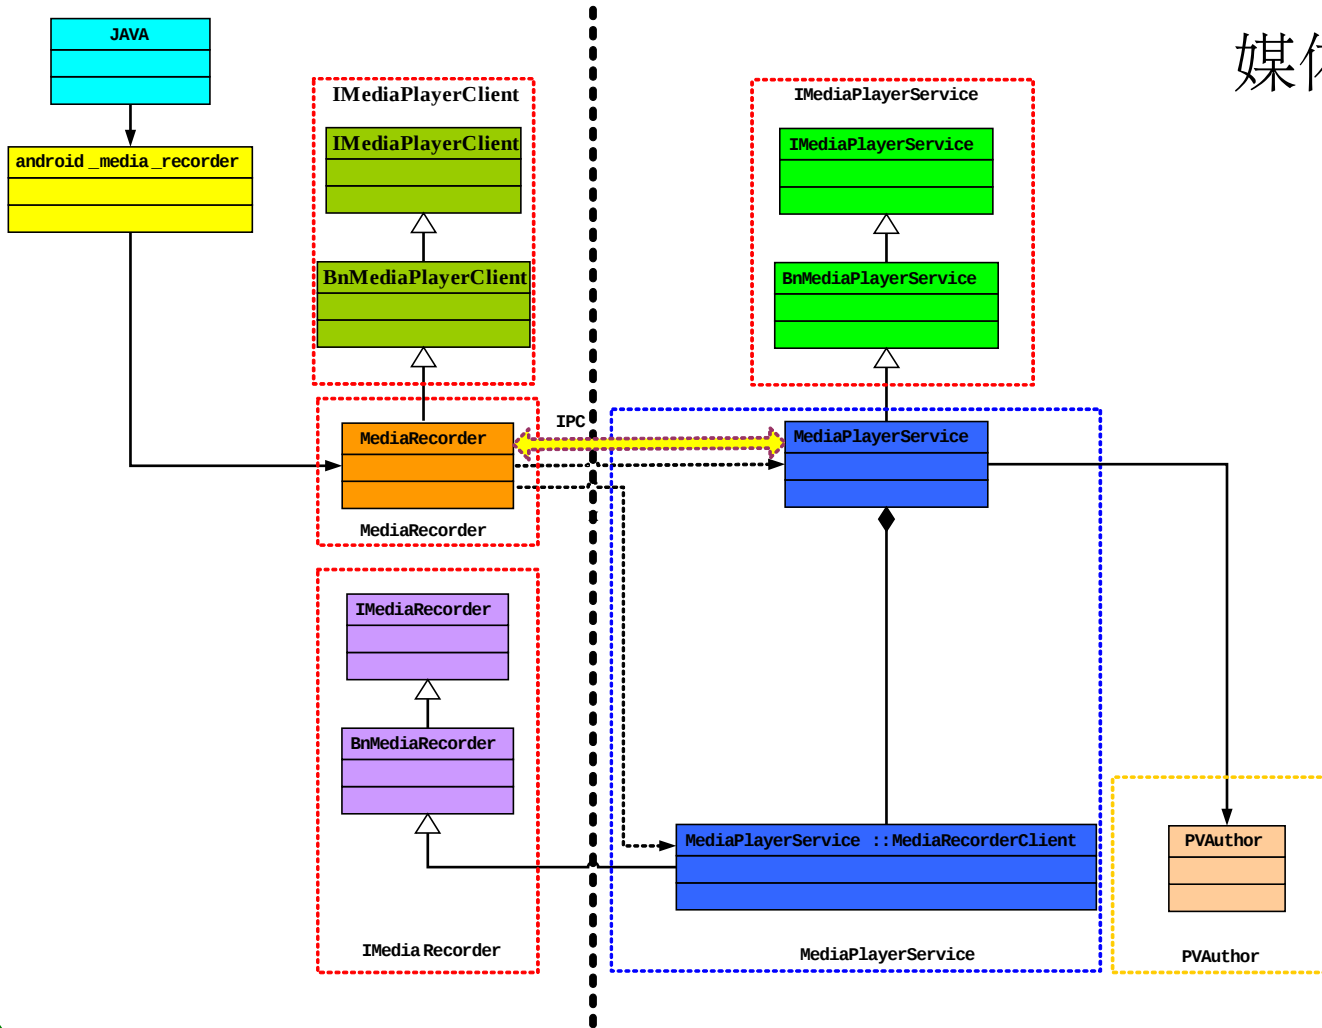 JAVA
媒
IMediaPlayerClient
IMediaPlayerService
IMediaPlayerClient
IMediaPlayerService
android_media_recorder
BnMediaPlayerClient
BnMediaPlayerService
IPC
MediaRecorder
MediaPlayerService
MediaRecorder
IMediaRecorder
BnMediaRecorder
MediaPlayerService ::MediaRecorderClient
PVAuthor
IMedia Recorder
MediaPlayerService
PVAuthor